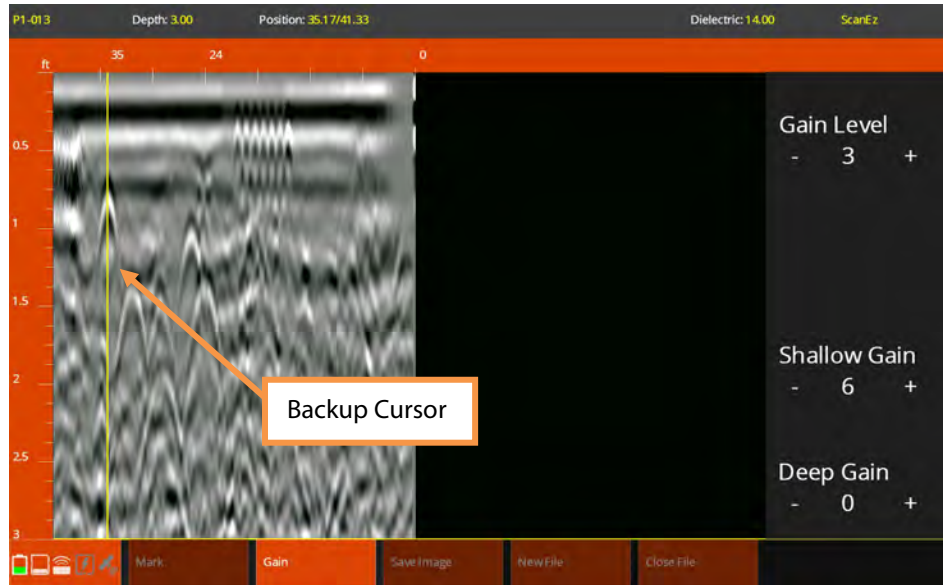 P1-013 Depth: 3.00 Position: 35.17/41.33 Dielectric: 14.00 ScanEz
ft 35 24 0
0.5
1
1.5
2
2.5
3
Gain Level
- 3 +
Shallow Gain
- 6 +
Deep Gain
- 0 +
Backup Cursor
Mark Gain Save Image New File Close File